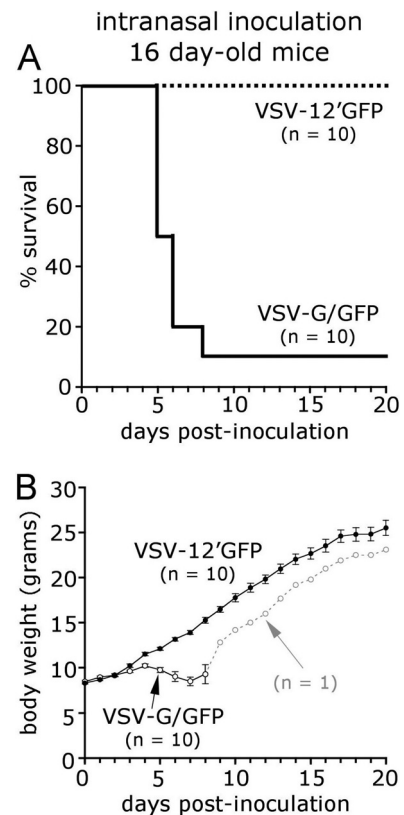 intranasal inoculation
16 day-old mice
A
100
80
60
40
20
0
% survival
VSV-12'GFP
(n = 10)
VSV-G/GFP
(n = 10)
0 5 10 15 20
days post-inoculation
B
30
25
20
15
10
5
0
body weight (grams)
VSV-12'GFP
(n = 10)
VSV-G/GFP
(n = 10)
(n = 1)
0 5 10 15 20
days post-inoculation